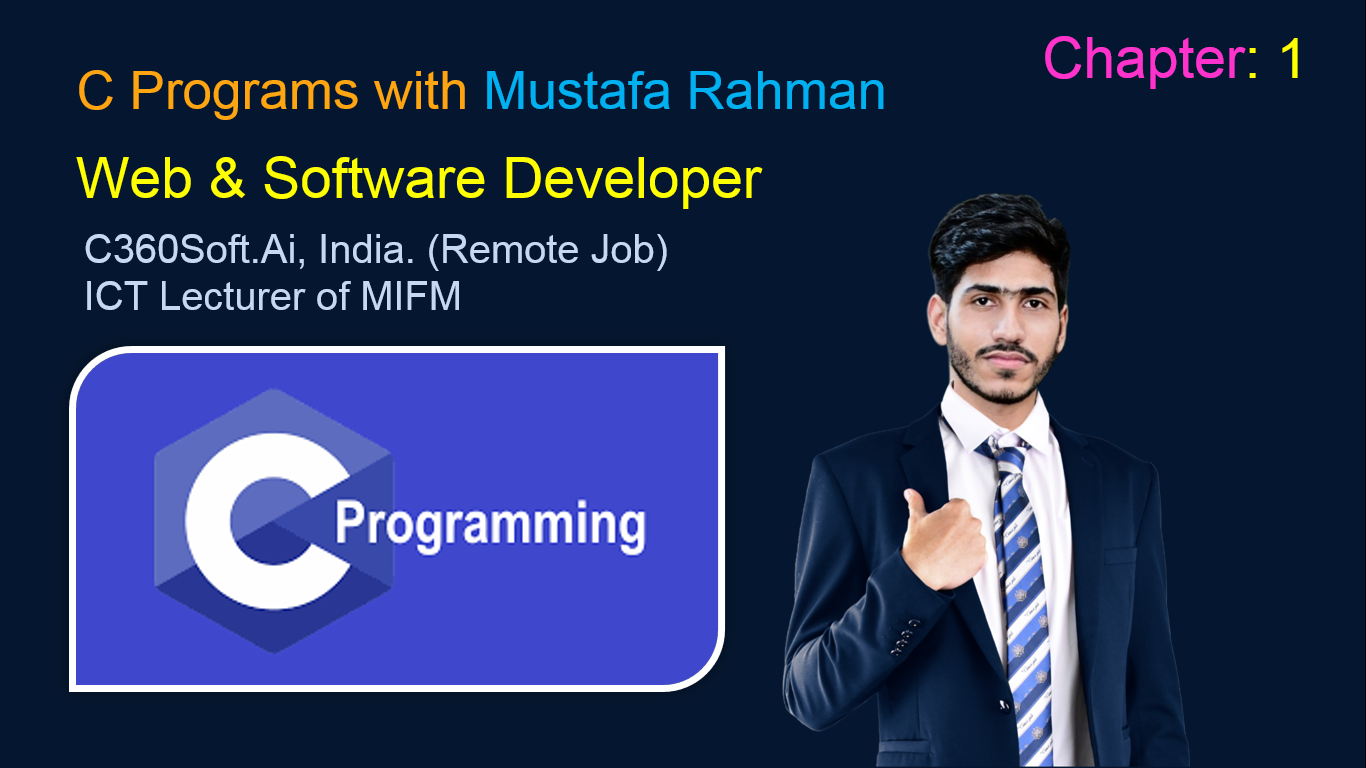 Chapter: 1
C Programs with Mustafa Rahman
Web & Software Developer
C360Soft.Ai, India. (Remote Job)
ICT Lecturer of MIFM
C Programming